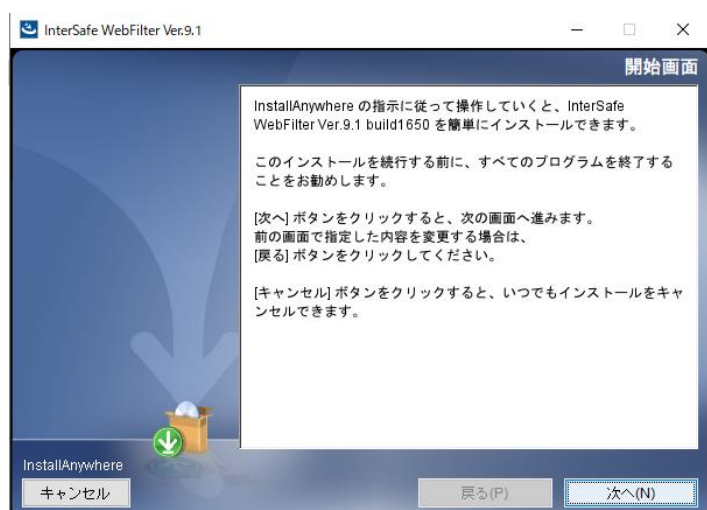 InterSafe WebFilter Ver.9.1
開始画面
InstallAnywhere の指示に従って操作していくと、InterSafe
WebFilter Ver.9.1 build1650 を簡単にインストールできます。
このインストールを続行する前に、すべてのプログラムを終了する
ことをお勧めします。
[次へ] ボタンをクリックすると、次の画面へ進みます。
前の画面で指定した内容を変更する場合は、
[戻る] ボタンをクリックしてください。
[キャンセル] ボタンをクリックすると、いつでもインストールをキャ
ンセルできます。
InstallAnywhere
キャンセル
戻る(P)
次へ(N)